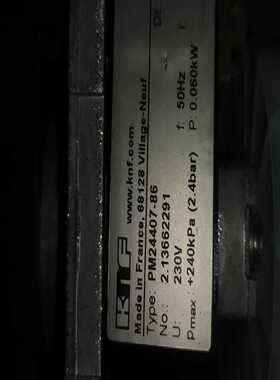 KNF
www.knf.com
Made in France, 68128 Village-Neuf
Type: PM24407-86
No: 2.13662291
U: 230V f: 50Hz
Pmax: +240kPa (2.4bar) P: 0.060kW